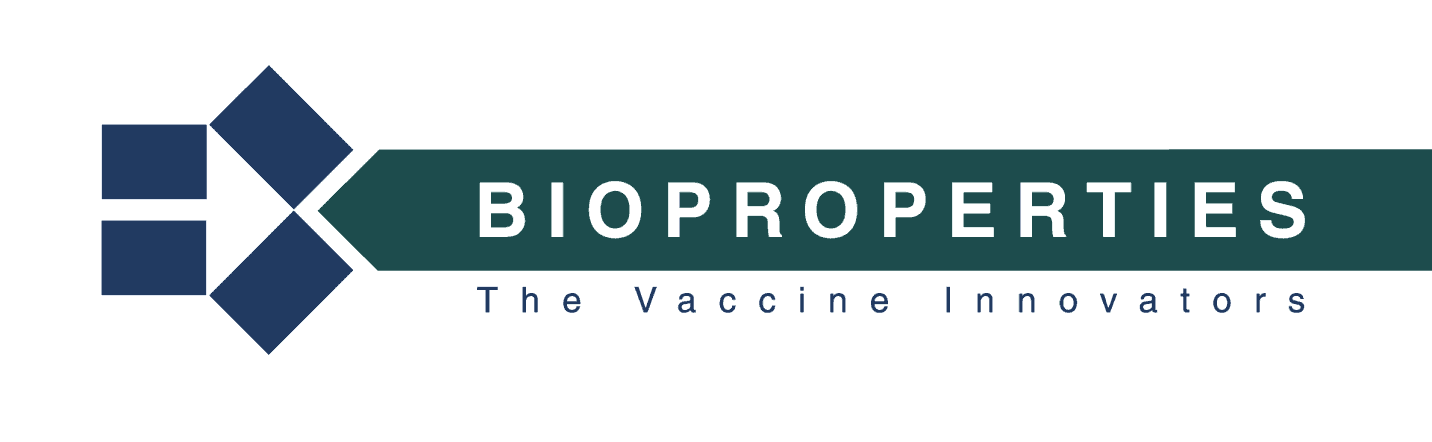 BIOPROPERTIES
The Vaccine Innovators